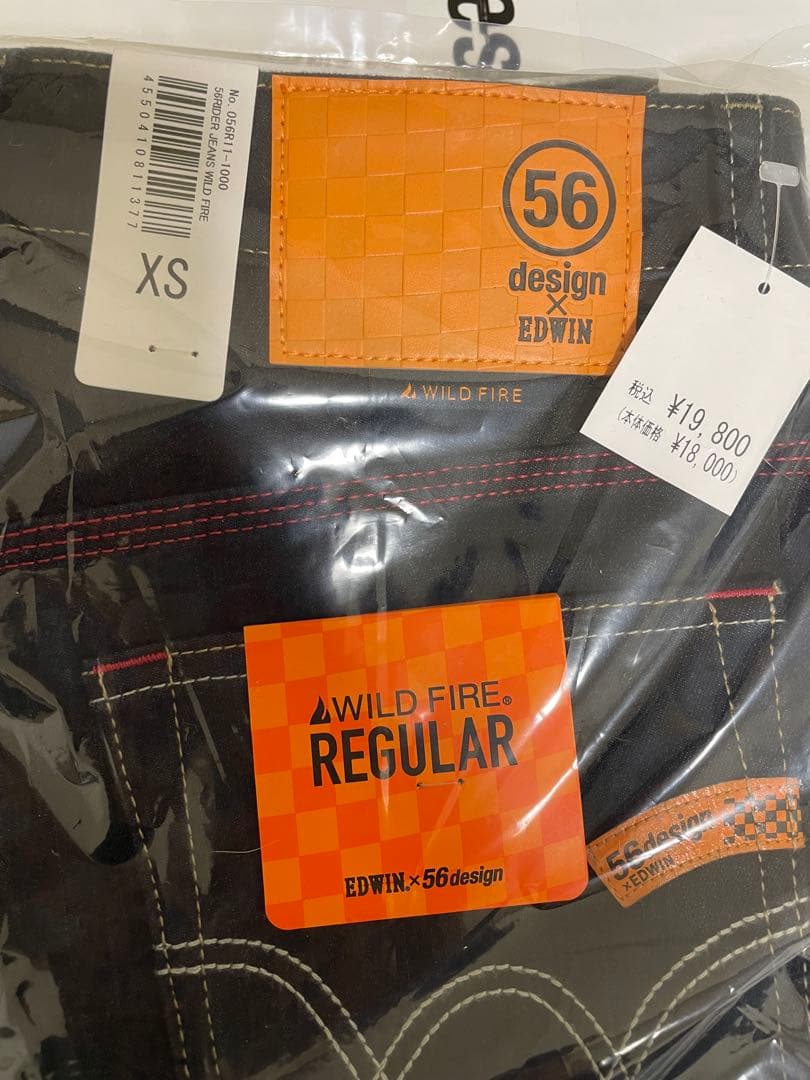 es
No. 056R11-1000
56RIDER JEANS WILD FIRE
4550410811377
XS
56
design
×
EDWIN
WILD FIRE
税込 ¥19,800
(本体価格 ¥18,000)
WILD FIRE®
REGULAR
EDWIN®×56design
56design
×EDWIN